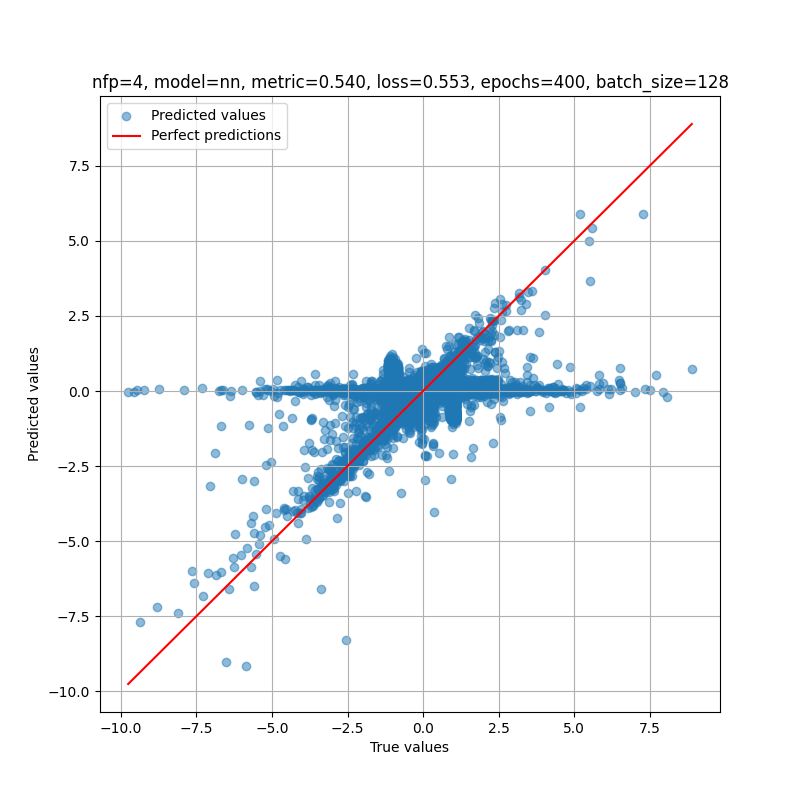 nfp=4, model=nn, metric=0.540, loss=0.553, epochs=400, batch_size=128
Predicted values
Perfect predictions
7.5
5.0
2.5
0.0
−2.5
−5.0
−7.5
−10.0
Predicted values
−10.0 −7.5 −5.0 −2.5 0.0 2.5 5.0 7.5
True values